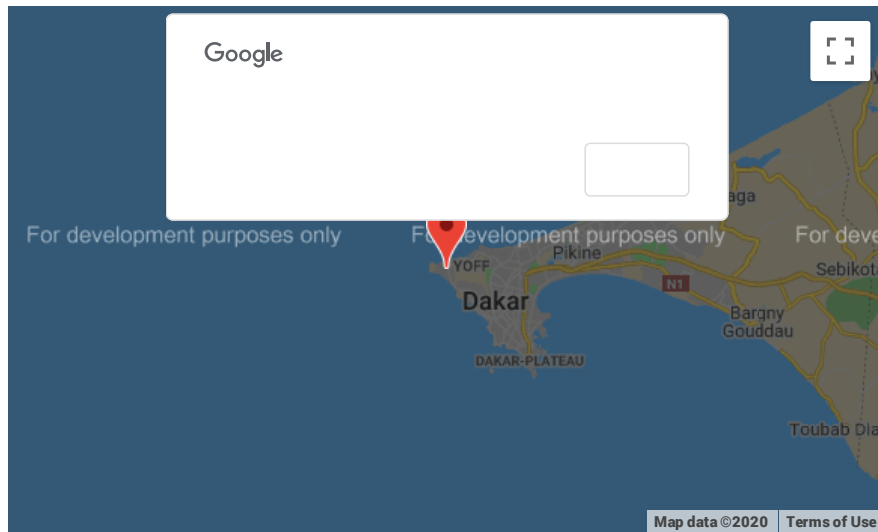 Google
For development purposes only
For development purposes only
For deve
aga
YOFF
Pikine
Sebikota
N1
Dakar
Bargny
Gouddau
DAKAR-PLATEAU
Toubab Dia
Map data ©2020
Terms of Use